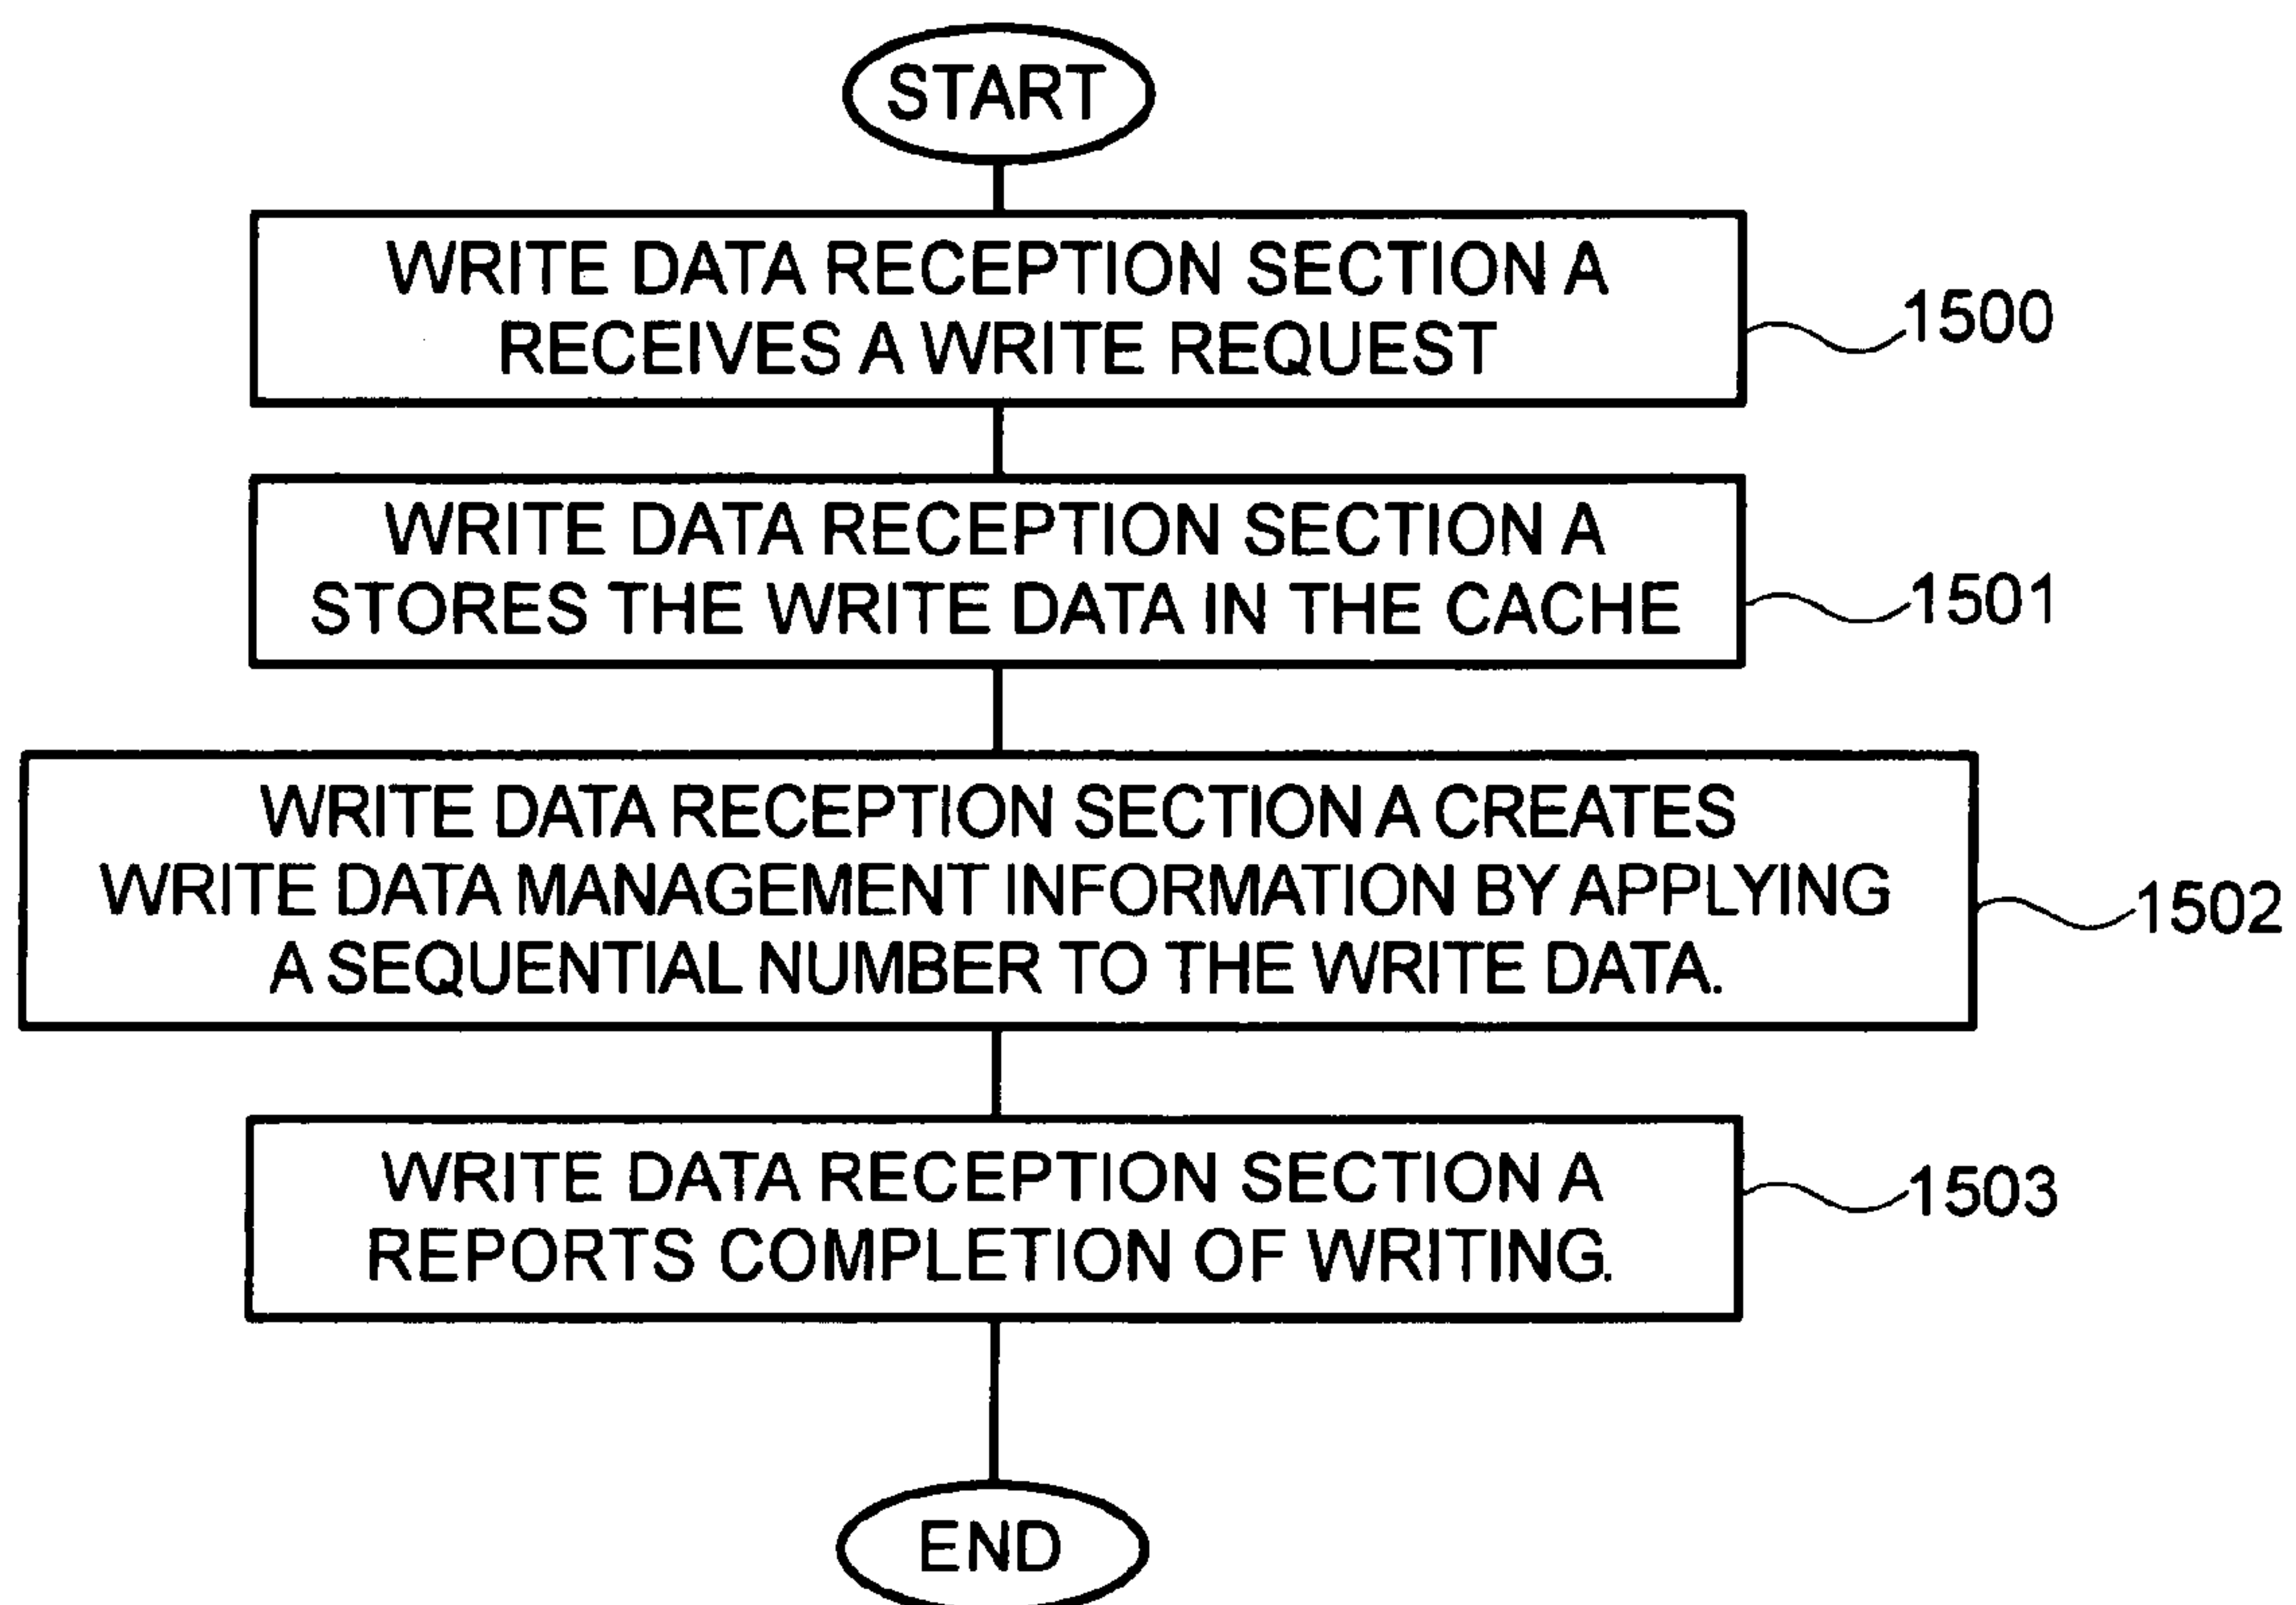 START
WRITE DATA RECEPTION SECTION A
RECEIVES A WRITE REQUEST
1500
WRITE DATA RECEPTION SECTION A
STORES THE WRITE DATA IN THE CACHE
1501
WRITE DATA RECEPTION SECTION A CREATES
WRITE DATA MANAGEMENT INFORMATION BY APPLYING
A SEQUENTIAL NUMBER TO THE WRITE DATA.
1502
WRITE DATA RECEPTION SECTION A
REPORTS COMPLETION OF WRITING.
1503
END